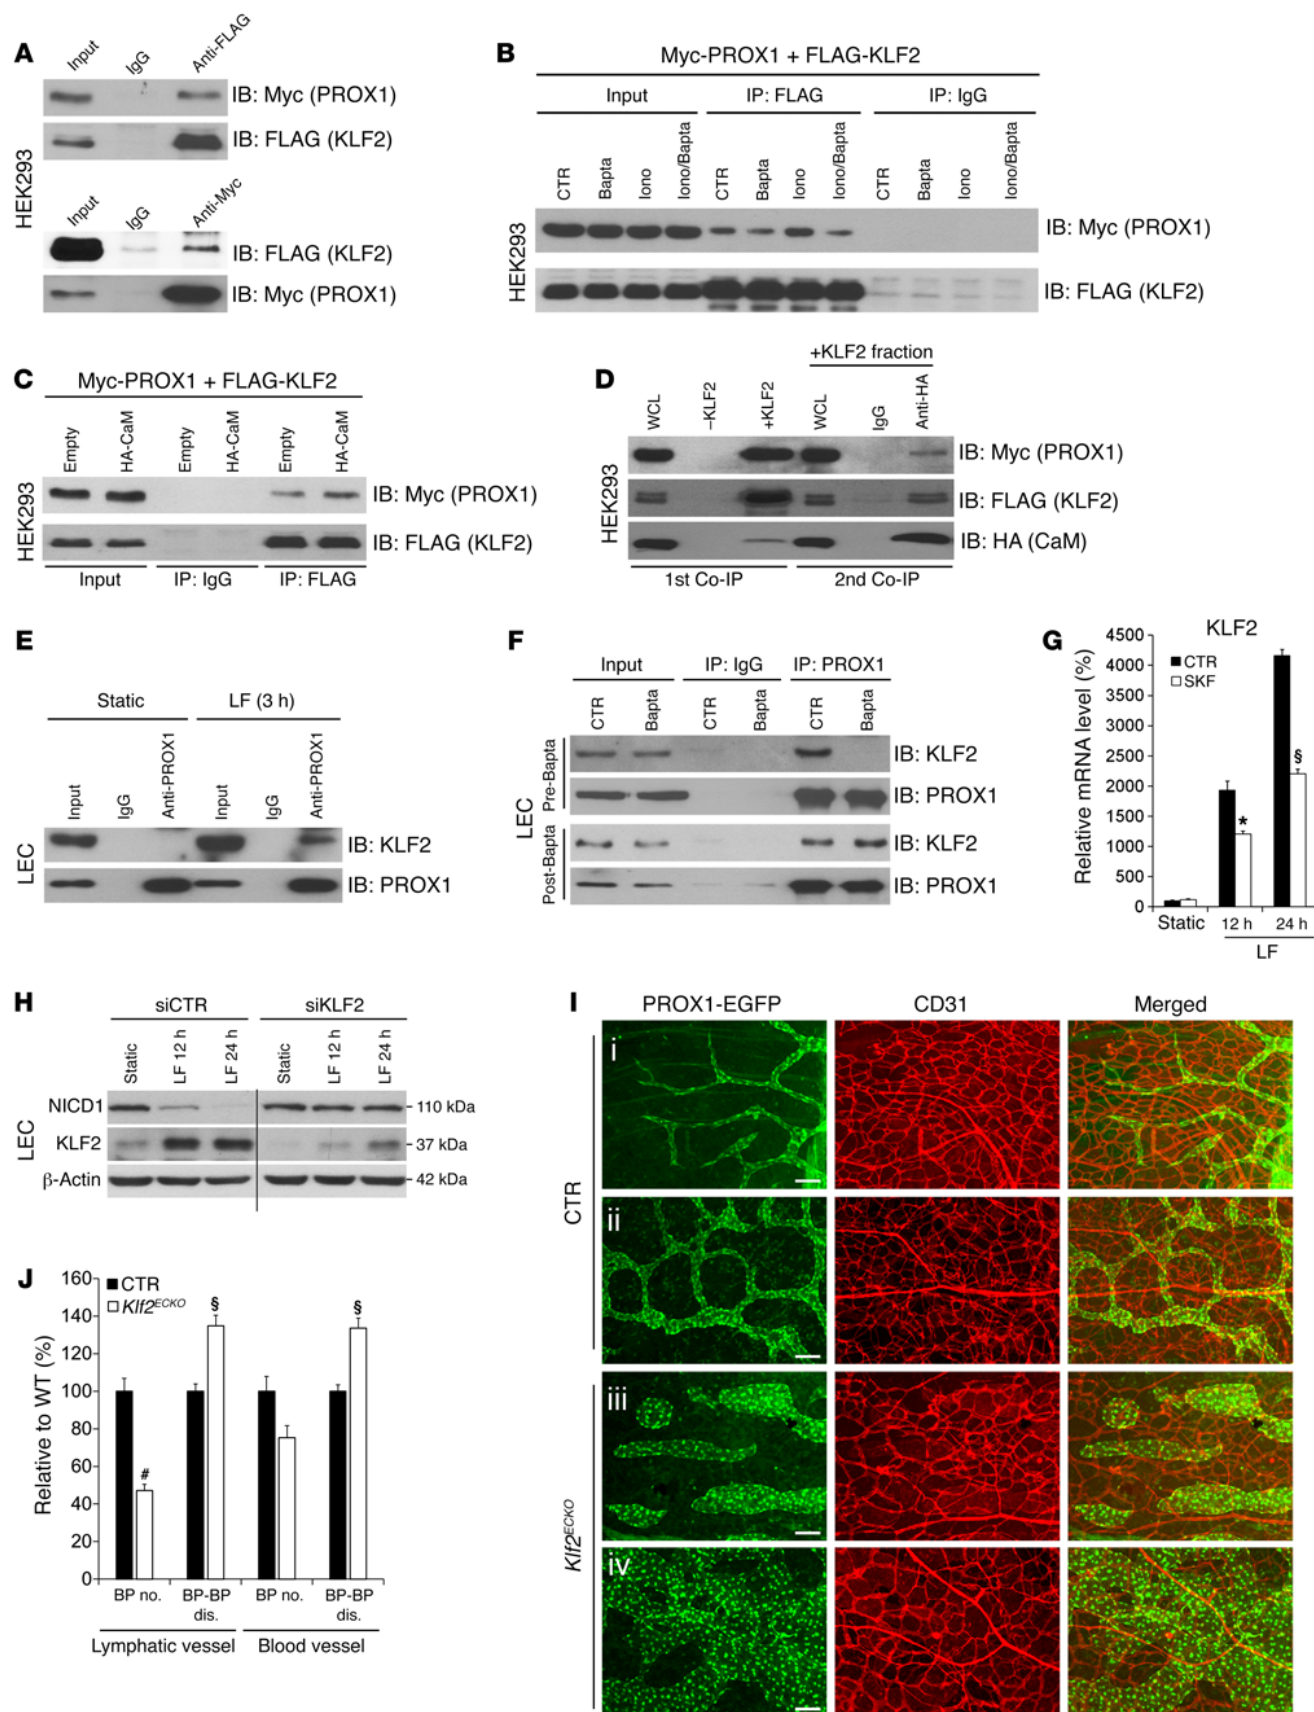 A
Input IgG Anti-FLAG
IB: Myc (PROX1)
IB: FLAG (KLF2)
HEK293
Input IgG Anti-Myc
IB: FLAG (KLF2)
IB: Myc (PROX1)
B
Myc-PROX1 + FLAG-KLF2
Input IP: FLAG IP: IgG
CTR Bapta Iono Iono/Bapta CTR Bapta Iono Iono/Bapta CTR Bapta Iono Iono/Bapta
HEK293
IB: Myc (PROX1)
IB: FLAG (KLF2)
C
Myc-PROX1 + FLAG-KLF2
Empty HA-CaM Empty HA-CaM Empty HA-CaM
HEK293
IB: Myc (PROX1)
IB: FLAG (KLF2)
Input IP: IgG IP: FLAG
D
+KLF2 fraction
WCL –KLF2 +KLF2 WCL IgG Anti-HA
HEK293
IB: Myc (PROX1)
IB: FLAG (KLF2)
IB: HA (CaM)
1st Co-IP 2nd Co-IP
E
Static LF (3 h)
Input IgG Anti-PROX1 Input IgG Anti-PROX1
LEC
IB: KLF2
IB: PROX1
F
Input IP: IgG IP: PROX1
CTR Bapta CTR Bapta CTR Bapta
LEC
Pre-Bapta
IB: KLF2
IB: PROX1
Post-Bapta
IB: KLF2
IB: PROX1
G
KLF2
CTR
SKF
Relative mRNA level (%)
4500
4000
3500
3000
2500
2000
1500
1000
500
0
* §
Static 12 h 24 h
LF
H
siCTR siKLF2
Static LF 12 h LF 24 h Static LF 12 h LF 24 h
LEC
NICD1 110 kDa
KLF2 37 kDa
β-Actin 42 kDa
I
PROX1-EGFP CD31 Merged
CTR
i
ii
Klf2ECKO
iii
iv
J
CTR
Klf2ECKO
Relative to WT (%)
160
140
120
100
80
60
40
20
0
# § §
BP no. BP-BP dis. BP no. BP-BP dis.
Lymphatic vessel Blood vessel